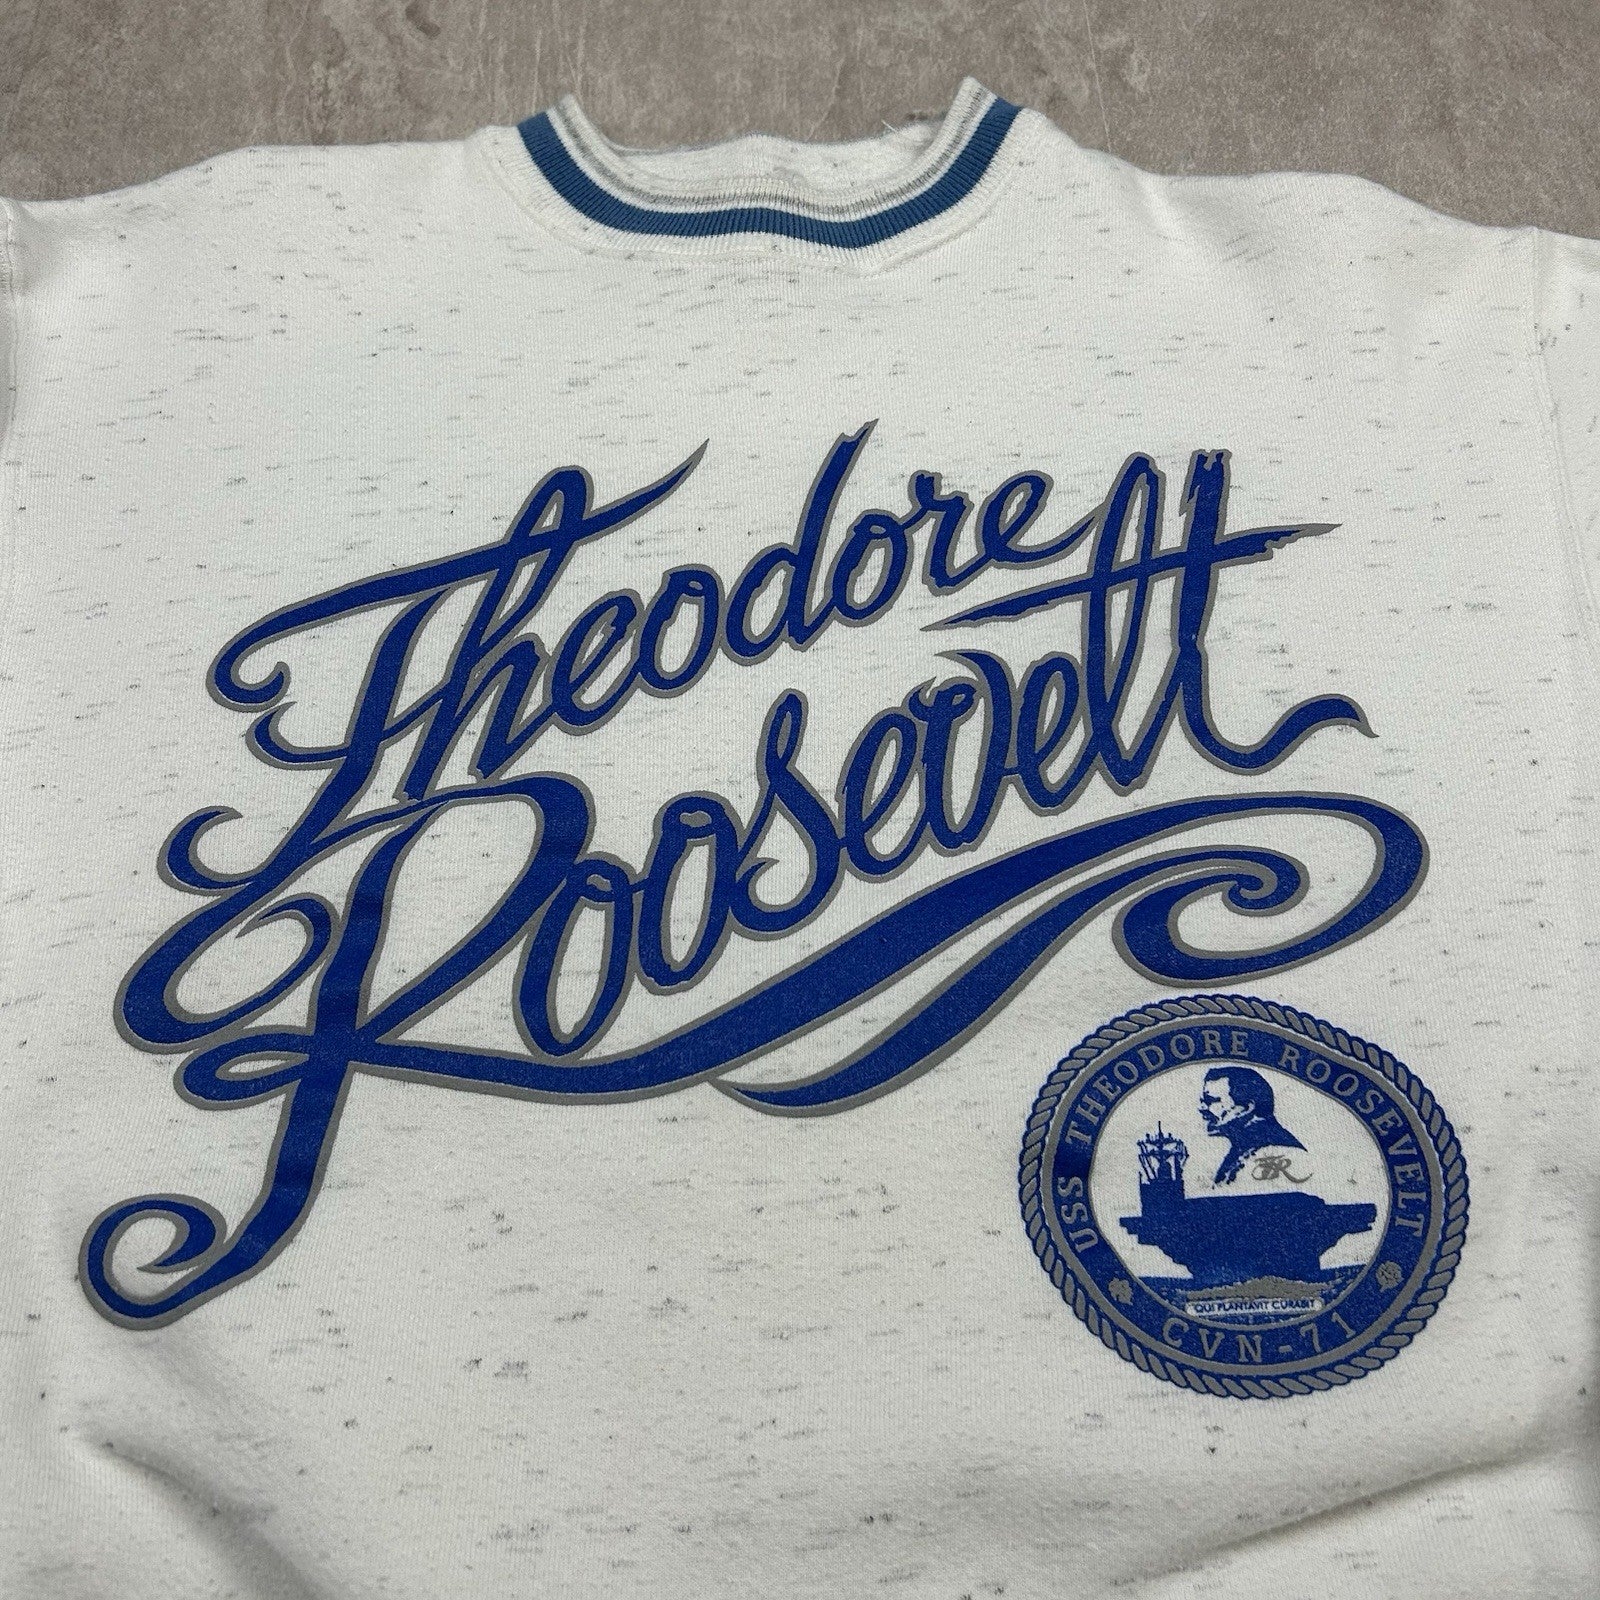 Theodore
Roosevelt
USS THEODORE ROOSEVELT
TR
QUI PLANTAVIT CURABIT
CVN-71